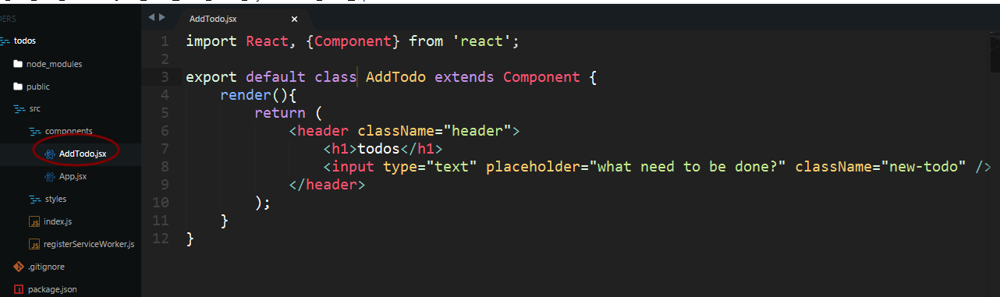 DERS
todos
node_modules
public
src
components
AddTodo.jsx
App.jsx
styles
JS index.js
JS registerServiceWorker.js
.gitignore
package.json
AddTodo.jsx ×
1 import React, {Component} from 'react';
2
3 export default class AddTodo extends Component {
4 render(){
5 return (
6 <header className="header">
7 <h1>todos</h1>
8 <input type="text" placeholder="what need to be done?" className="new-todo" />
9 </header>
10 );
11 }
12 }